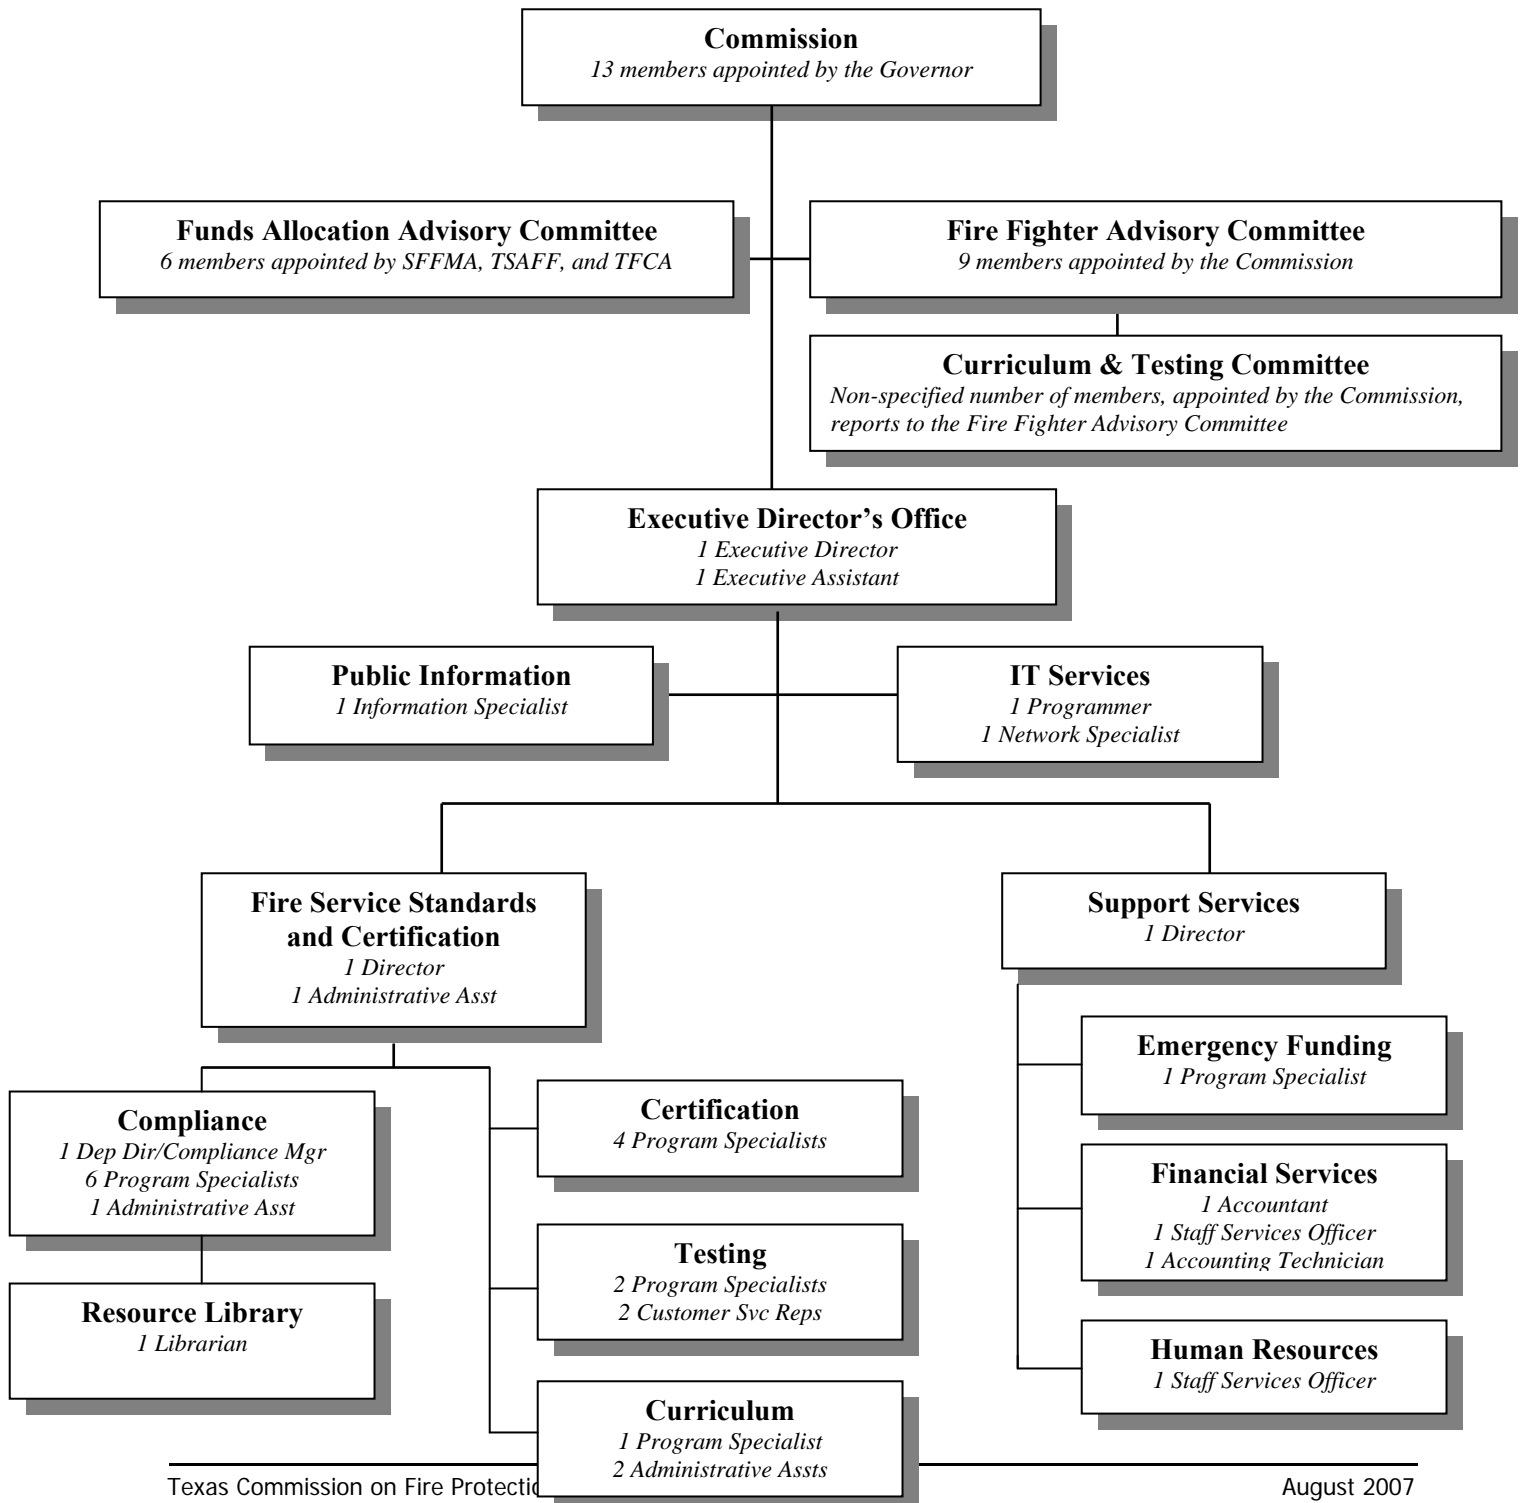 Commission
13 members appointed by the Governor
Funds Allocation Advisory Committee
6 members appointed by SFFMA, TSAFF, and TFCA
Fire Fighter Advisory Committee
9 members appointed by the Commission
Curriculum & Testing Committee
Non-specified number of members, appointed by the Commission,
reports to the Fire Fighter Advisory Committee
Executive Director’s Office
1 Executive Director
1 Executive Assistant
Public Information
1 Information Specialist
IT Services
1 Programmer
1 Network Specialist
Fire Service Standards
and Certification
1 Director
1 Administrative Asst
Support Services
1 Director
Compliance
1 Dep Dir/Compliance Mgr
6 Program Specialists
1 Administrative Asst
Resource Library
1 Librarian
Certification
4 Program Specialists
Testing
2 Program Specialists
2 Customer Svc Reps
Curriculum
1 Program Specialist
2 Administrative Assts
Emergency Funding
1 Program Specialist
Financial Services
1 Accountant
1 Staff Services Officer
1 Accounting Technician
Human Resources
1 Staff Services Officer
Texas Commission on Fire Protectio
August 2007